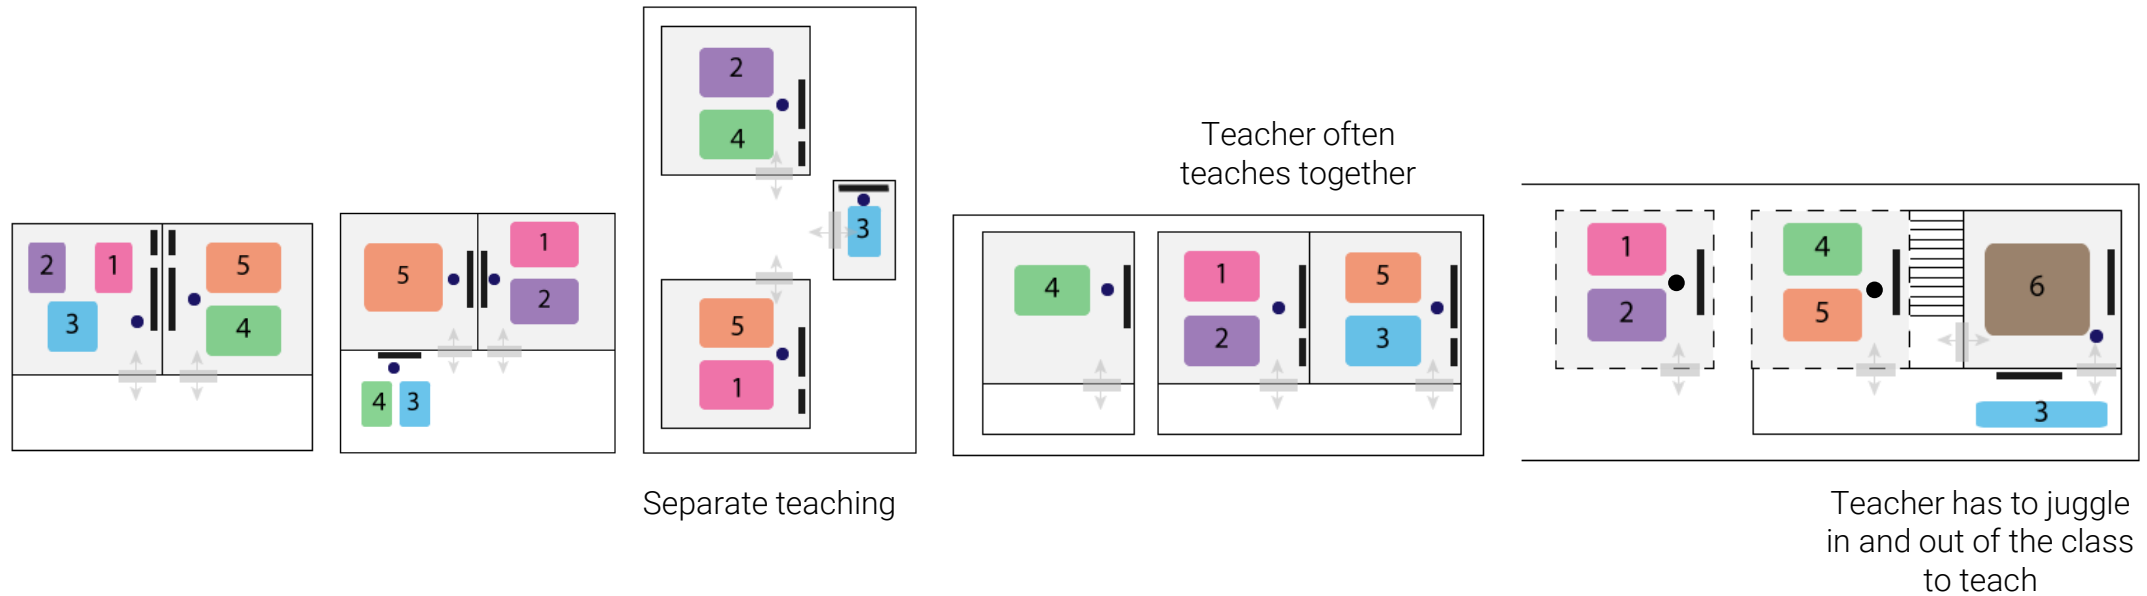 2 1 5
3 4
5 1
2
4 3
2
4
3
5
1
Separate teaching
Teacher often
teaches together
4 1 5
2 3
1 4 6
2 5
3
Teacher has to juggle
in and out of the class
to teach